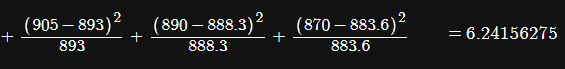 + (905 − 893)² / 893 + (890 − 888.3)² / 888.3 + (870 − 883.6)² / 883.6 = 6.24156275